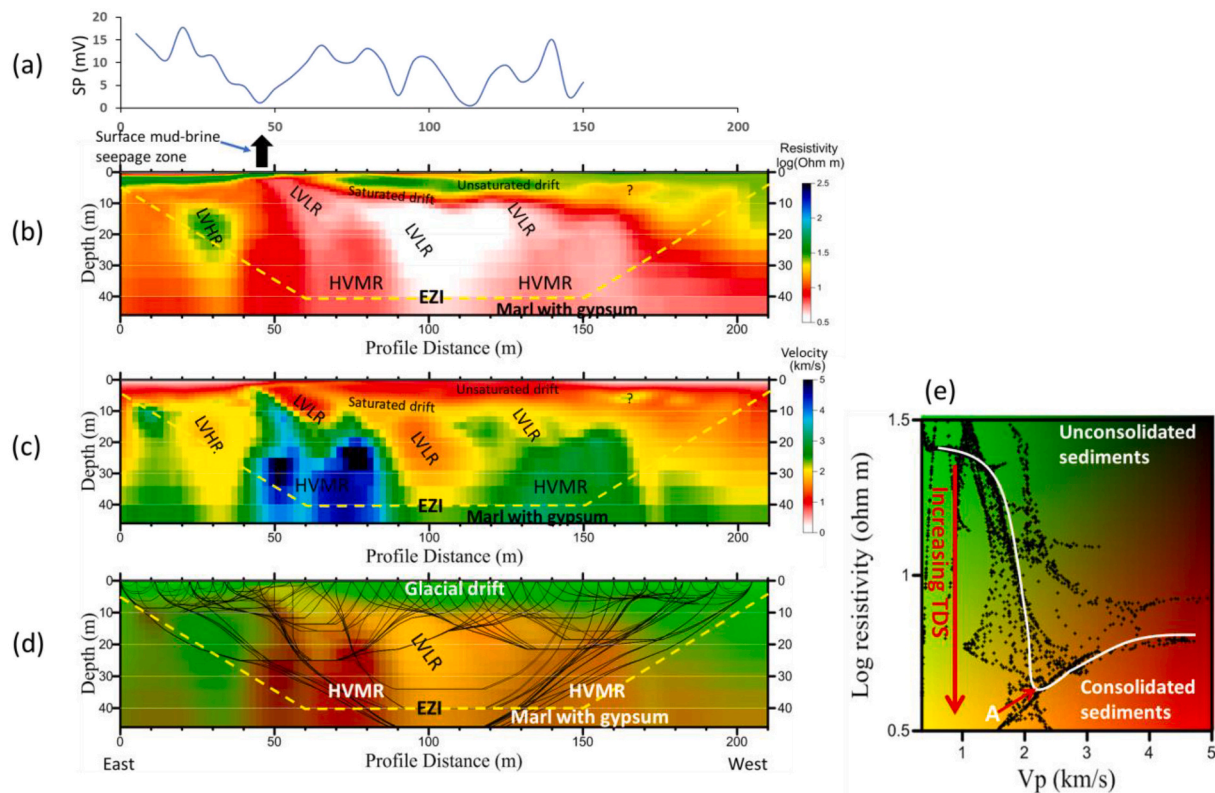 (a)
SP (mV)
20
15
10
5
0
0
50
100
150
200
Surface mud-brine
seepage zone
(b)
Resistivity
log(Ohm m)
2.5
2.0
1.5
1.0
0.5
Depth (m)
0
10
20
30
40
0
10
20
30
40
LVHR
LVLR
Saturated drift
Unsaturated drift
?
LVLR
LVLR
HVMR
HVMR
EZI
Marl with gypsum
0
50
100
150
200
Profile Distance (m)
(c)
Velocity
(km/s)
5
4
3
2
1
0
Depth (m)
0
10
20
30
40
0
10
20
30
40
LVHR
LVLR
Saturated drift
Unsaturated drift
?
LVLR
LVLR
HVMR
HVMR
EZI
Marl with gypsum
0
50
100
150
200
Profile Distance (m)
(d)
Depth (m)
0
10
20
30
40
0
10
20
30
40
Glacial drift
LVLR
HVMR
HVMR
EZI
Marl with gypsum
0
50
100
150
200
East
Profile Distance (m)
West
(e)
Log resistivity (ohm m)
1.5
1
0.5
Unconsolidated
sediments
Increasing TDS
A
Consolidated
sediments
1
2
3
4
5
Vp (km/s)